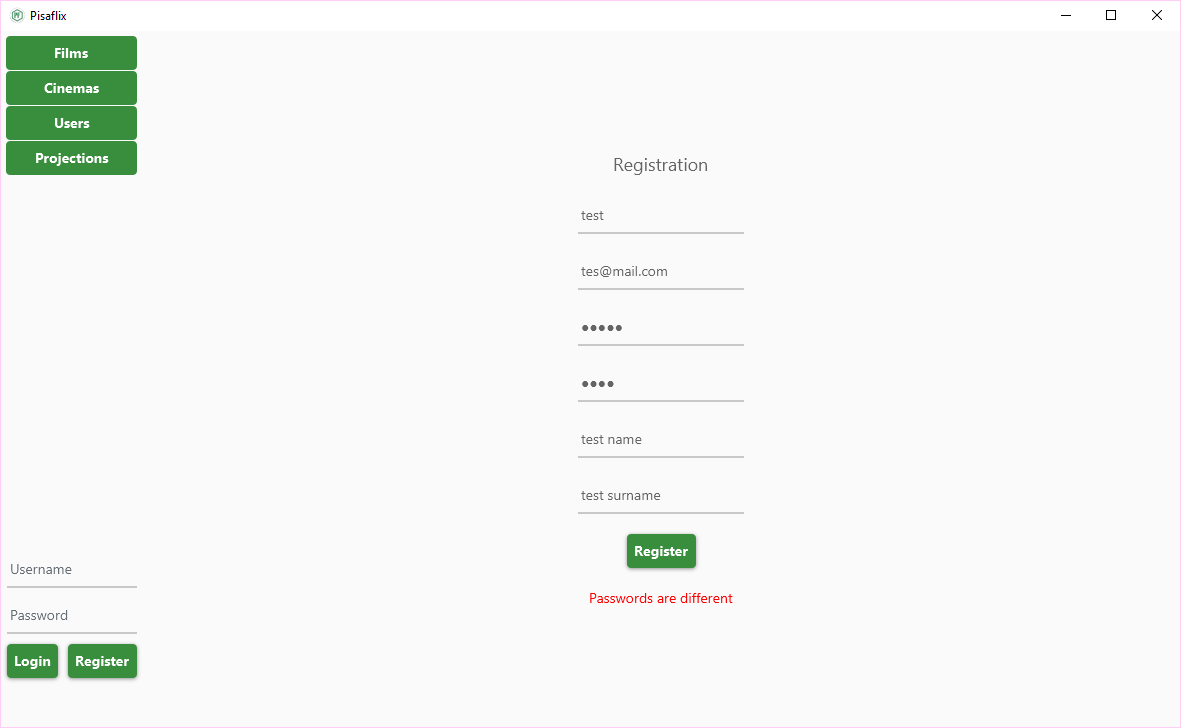 Pisaflix
Films
Cinemas
Users
Projections
Registration
test
tes@mail.com
●●●●●
●●●●
test name
test surname
Register
Passwords are different
Username
Password
Login Register